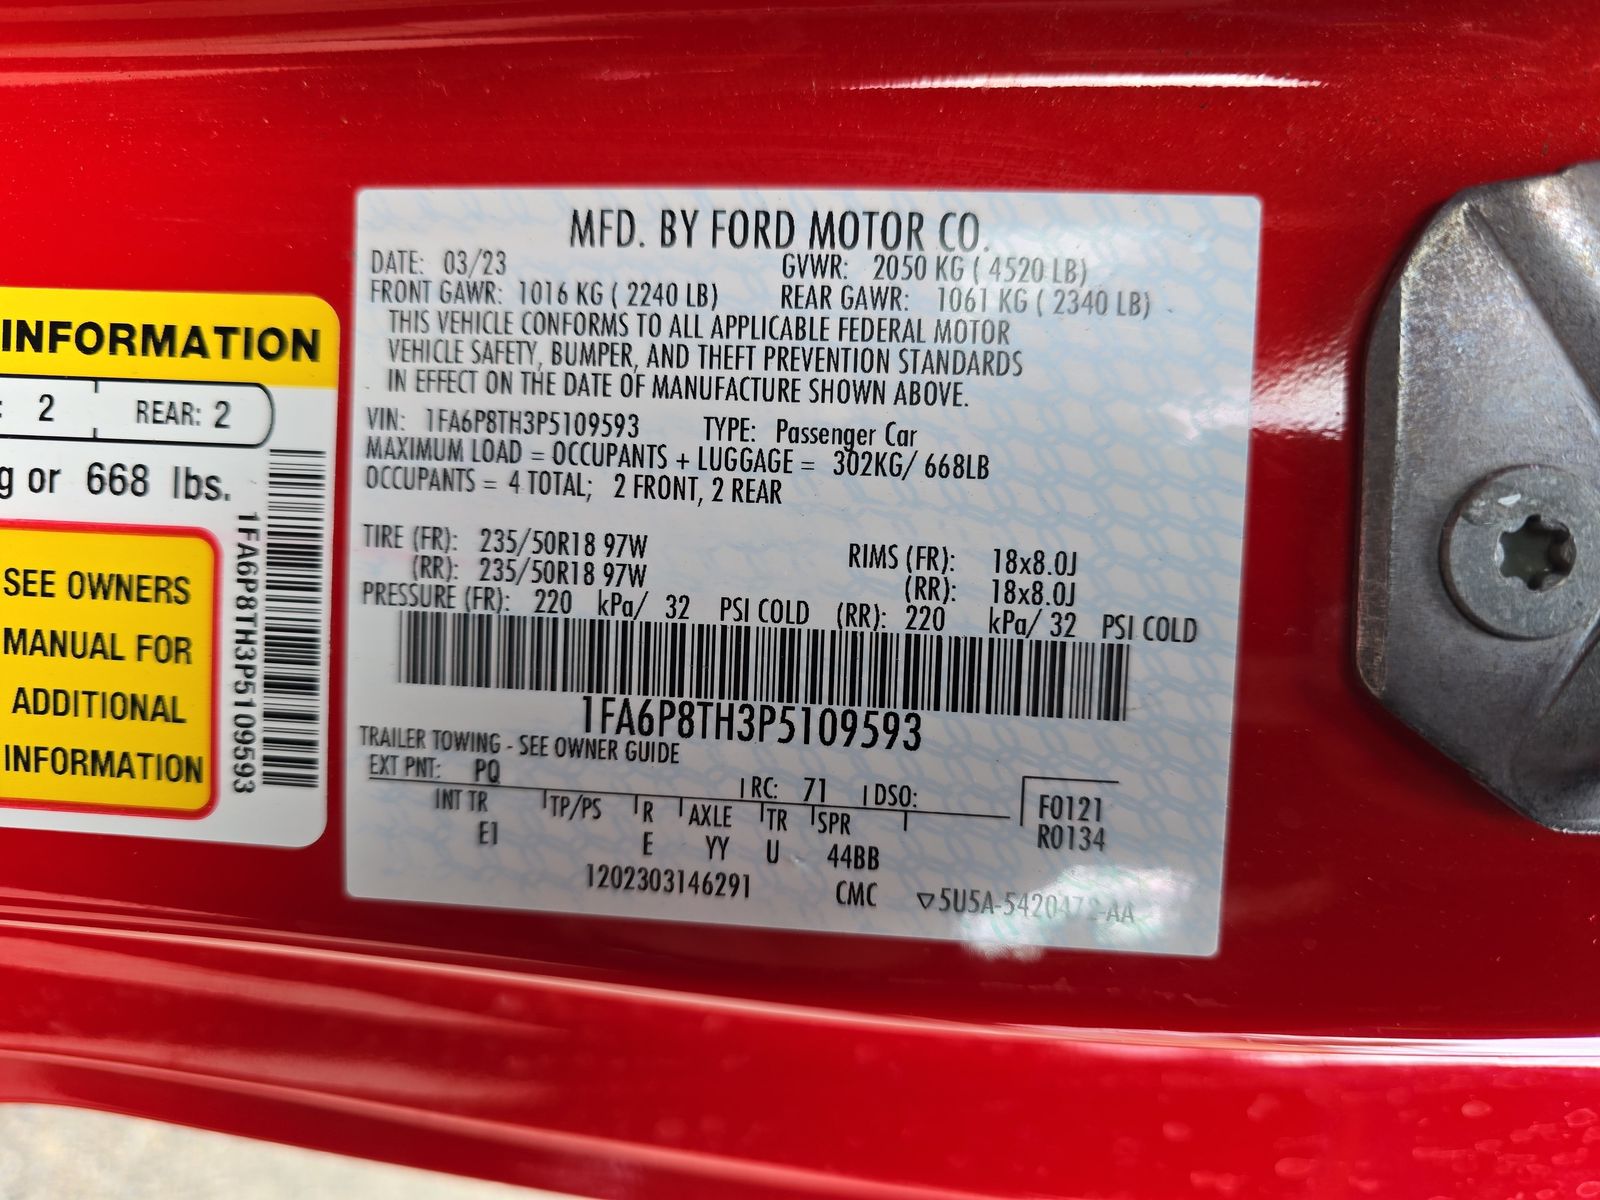 INFORMATION
: 2 REAR: 2
g or 668 lbs.
SEE OWNERS
MANUAL FOR
ADDITIONAL
INFORMATION
1FA6P8TH3P5109593
MFD. BY FORD MOTOR CO.
DATE: 03/23 GVWR: 2050 KG ( 4520 LB)
FRONT GAWR: 1016 KG ( 2240 LB) REAR GAWR: 1061 KG ( 2340 LB)
THIS VEHICLE CONFORMS TO ALL APPLICABLE FEDERAL MOTOR
VEHICLE SAFETY, BUMPER, AND THEFT PREVENTION STANDARDS
IN EFFECT ON THE DATE OF MANUFACTURE SHOWN ABOVE.
VIN: 1FA6P8TH3P5109593 TYPE: Passenger Car
MAXIMUM LOAD = OCCUPANTS + LUGGAGE = 302KG/ 668LB
OCCUPANTS = 4 TOTAL; 2 FRONT, 2 REAR
TIRE (FR): 235/50R18 97W RIMS (FR): 18x8.0J
(RR): 235/50R18 97W (RR): 18x8.0J
PRESSURE (FR): 220 kPa/ 32 PSI COLD (RR): 220 kPa/ 32 PSI COLD
1FA6P8TH3P5109593
TRAILER TOWING - SEE OWNER GUIDE
EXT PNT: PQ RC: 71 DSO:
INT TR TP/PS R AXLE TR SPR F0121
E1 E YY U 44BB R0134
1202303146291 CMC ▽5U5A-5420472-AA